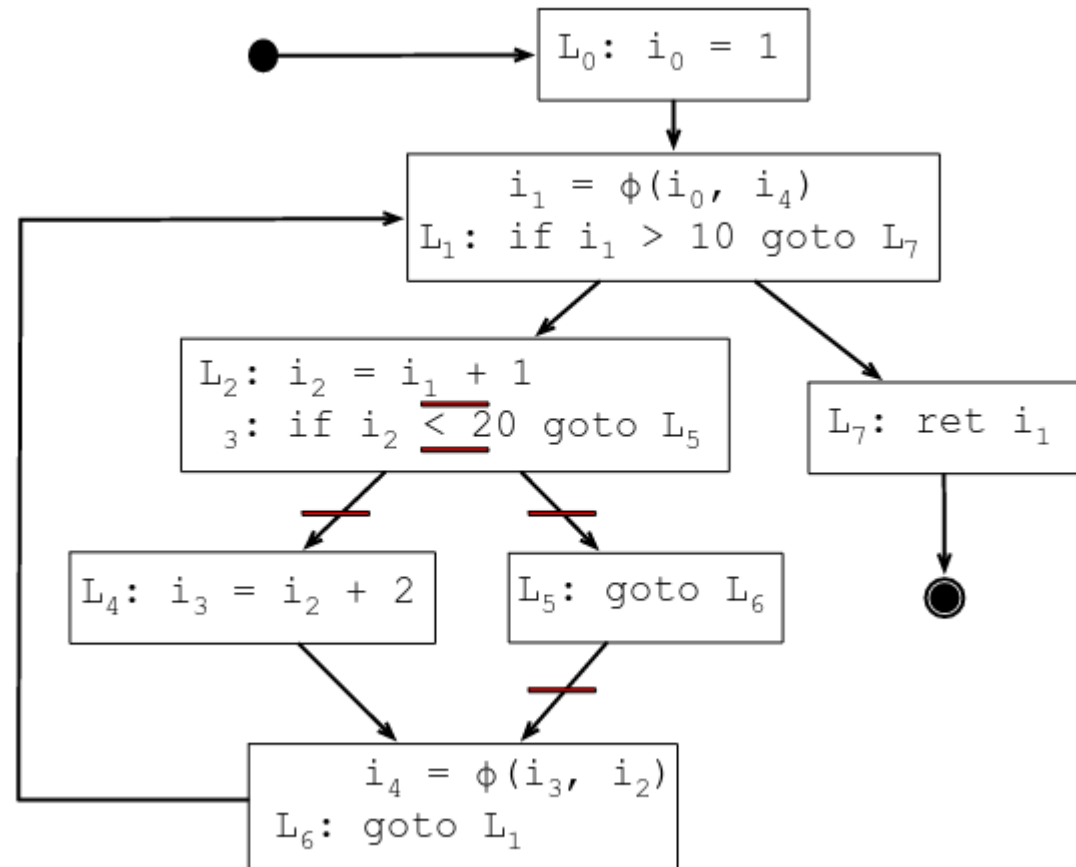 L₀: i₀ = 1
i₁ = ϕ(i₀, i₄)
L₁: if i₁ > 10 goto L₇
L₂: i₂ = i₁ + 1
₃: if i₂ < 20 goto L₅
L₇: ret i₁
L₄: i₃ = i₂ + 2
L₅: goto L₆
i₄ = ϕ(i₃, i₂)
L₆: goto L₁